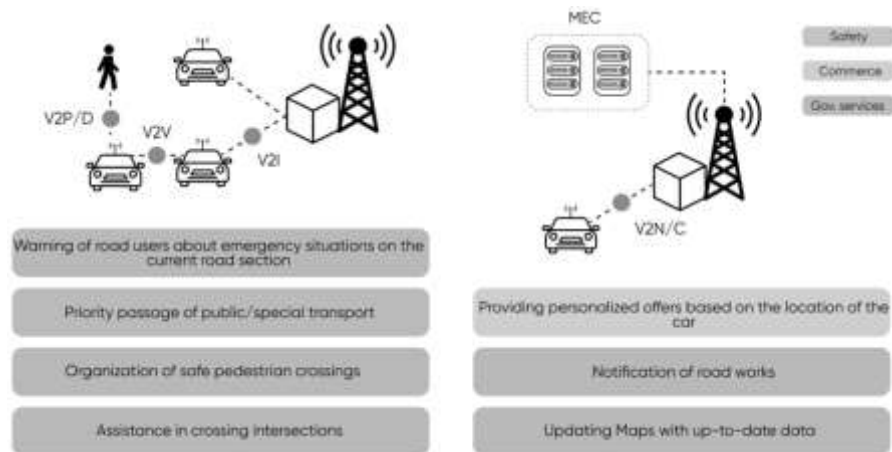 MEC
Safety
Commerce
Gov. services
V2P/D
V2V
V2I
V2N/C
Warning of road users about emergency situations on the
current road section
Priority passage of public/special transport
Organization of safe pedestrian crossings
Assistance in crossing intersections
Providing personalized offers based on the location of the
car
Notification of road works
Updating Maps with up-to-date data